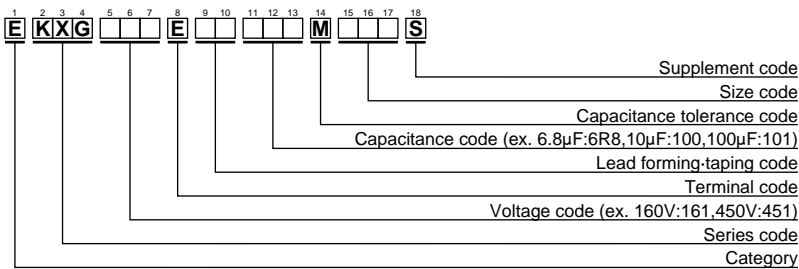 1 2 3 4 5 6 7 8 9 10 11 12 13 14 15 16 17 18
E K X G E M S
Supplement code
Size code
Capacitance tolerance code
Capacitance code (ex. 6.8μF:6R8,10μF:100,100μF:101)
Lead forming·taping code
Terminal code
Voltage code (ex. 160V:161,450V:451)
Series code
Category